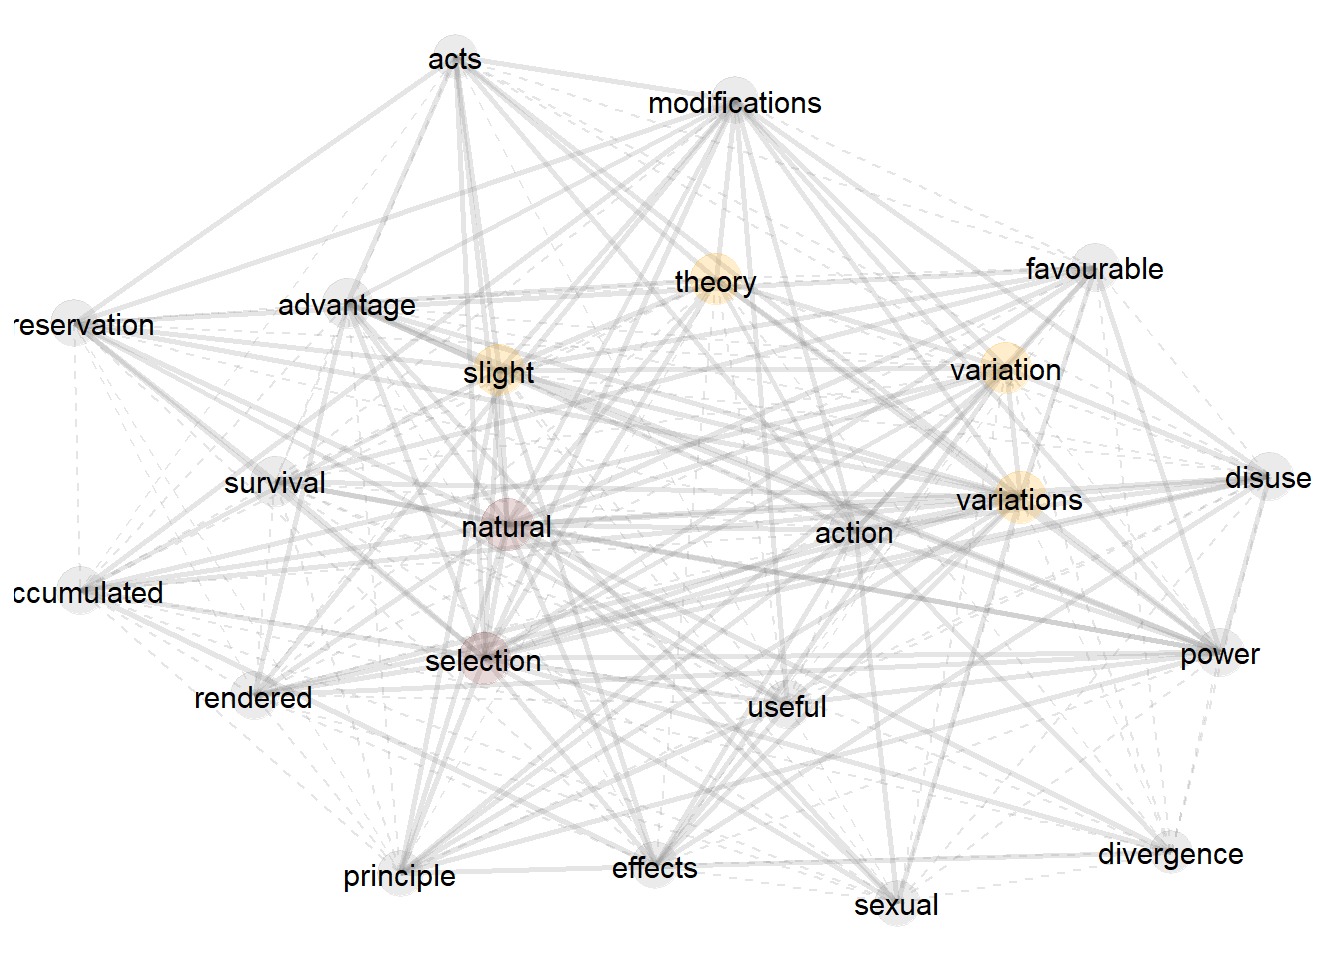 acts
modifications
favourable
theory
advantage
reservation
variation
slight
disuse
survival
variations
natural
action
ccumulated
power
selection
rendered
useful
divergence
effects
principle
sexual